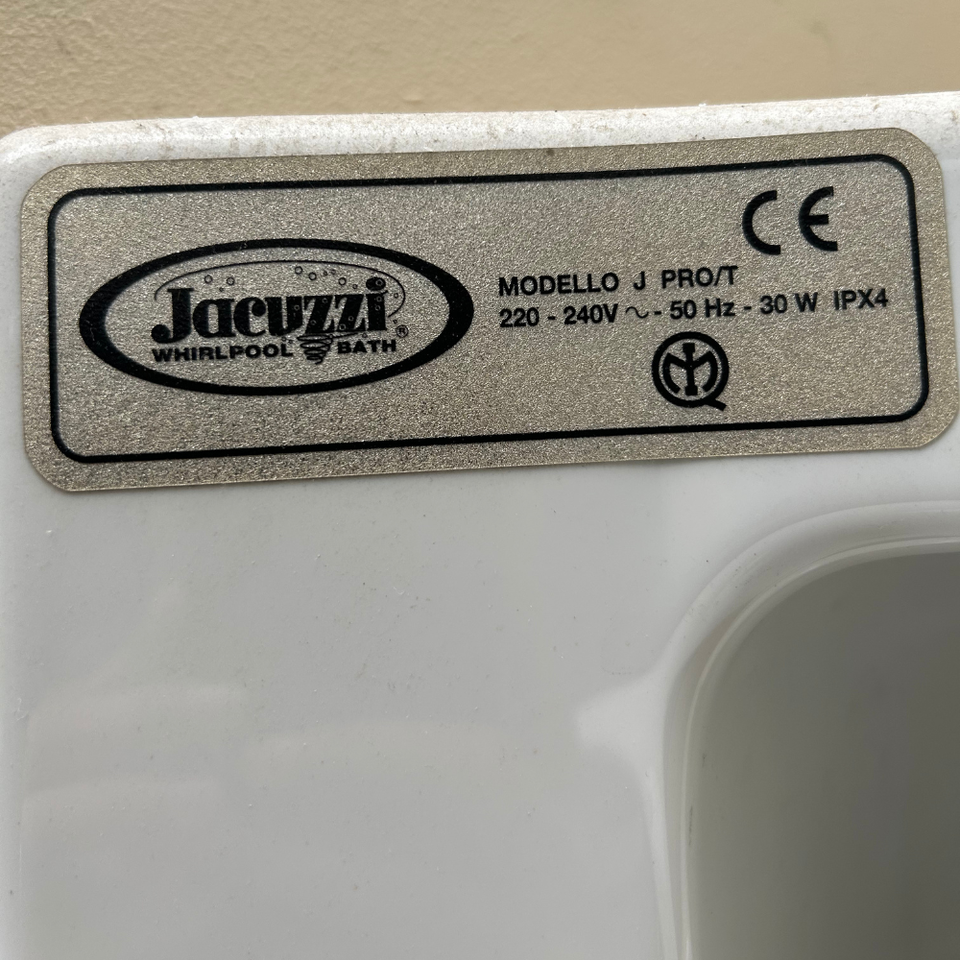 CE
Jacuzzi®
WHIRLPOOL BATH
MODELLO J PRO/T
220 - 240V ~ - 50 Hz - 30 W IPX4